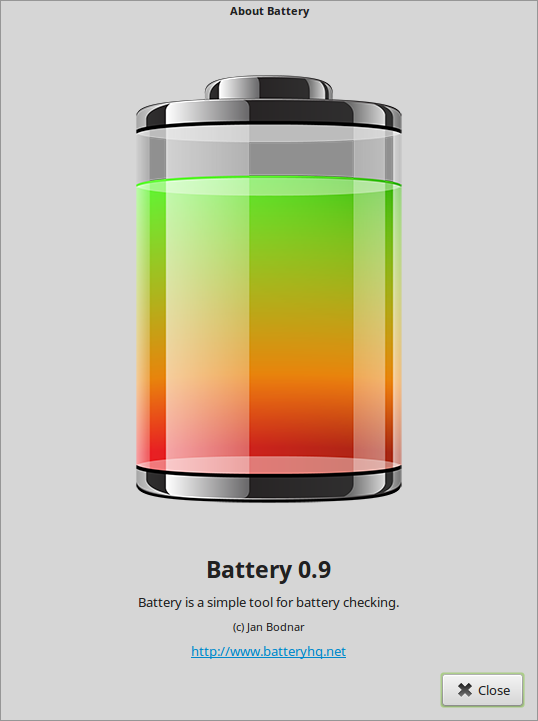 About Battery
Battery 0.9
Battery is a simple tool for battery checking.
(c) Jan Bodnar
http://www.batteryhq.net
Close